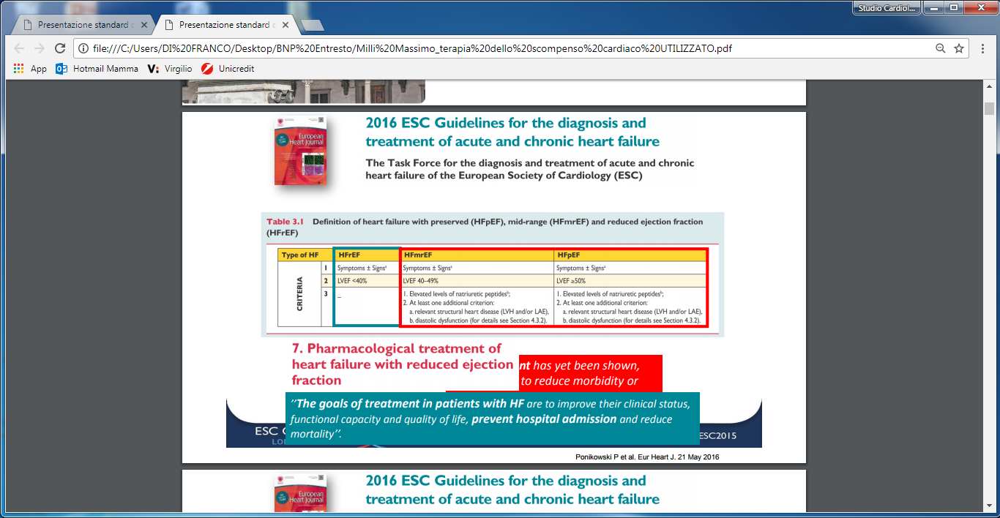 Studio Cardiol...
Presentazione standard
Presentazione standard
file:///C:/Users/DI%20FRANCO/Desktop/BNP%20Entresto/Milli%20Massimo_terapia%20dello%20scompenso%20cardiaco%20UTILIZZATO.pdf
App Hotmail Mamma Virgilio Unicredit
2016 ESC Guidelines for the diagnosis and
treatment of acute and chronic heart failure
European
Heart Journal
The Task Force for the diagnosis and treatment of acute and chronic
heart failure of the European Society of Cardiology (ESC)
Table 3.1 Definition of heart failure with preserved (HFpEF), mid-range (HFmrEF) and reduced ejection fraction
(HFrEF)
Type of HF HFrEF HFmrEF HFpEF
CRITERIA
1 Symptoms ± Signsᵃ Symptoms ± Signsᵃ Symptoms ± Signsᵃ
2 LVEF <40% LVEF 40–49% LVEF ≥50%
3 – 1. Elevated levels of natriuretic peptidesᵇ; 1. Elevated levels of natriuretic peptidesᵇ;
2. At least one additional criterion: 2. At least one additional criterion:
a. relevant structural heart disease (LVH and/or LAE), a. relevant structural heart disease (LVH and/or LAE),
b. diastolic dysfunction (for details see Section 4.3.2). b. diastolic dysfunction (for details see Section 4.3.2).
7. Pharmacological treatment of
heart failure with reduced ejection
fraction
nt has yet been shown,
to reduce morbidity or
’’The goals of treatment in patients with HF are to improve their clinical status,
functional capacity and quality of life, prevent hospital admission and reduce
mortality’’.
ESC
LO
ESC2015
Ponikowski P et al. Eur Heart J. 21 May 2016
2016 ESC Guidelines for the diagnosis and
treatment of acute and chronic heart failure
European
Heart Journal